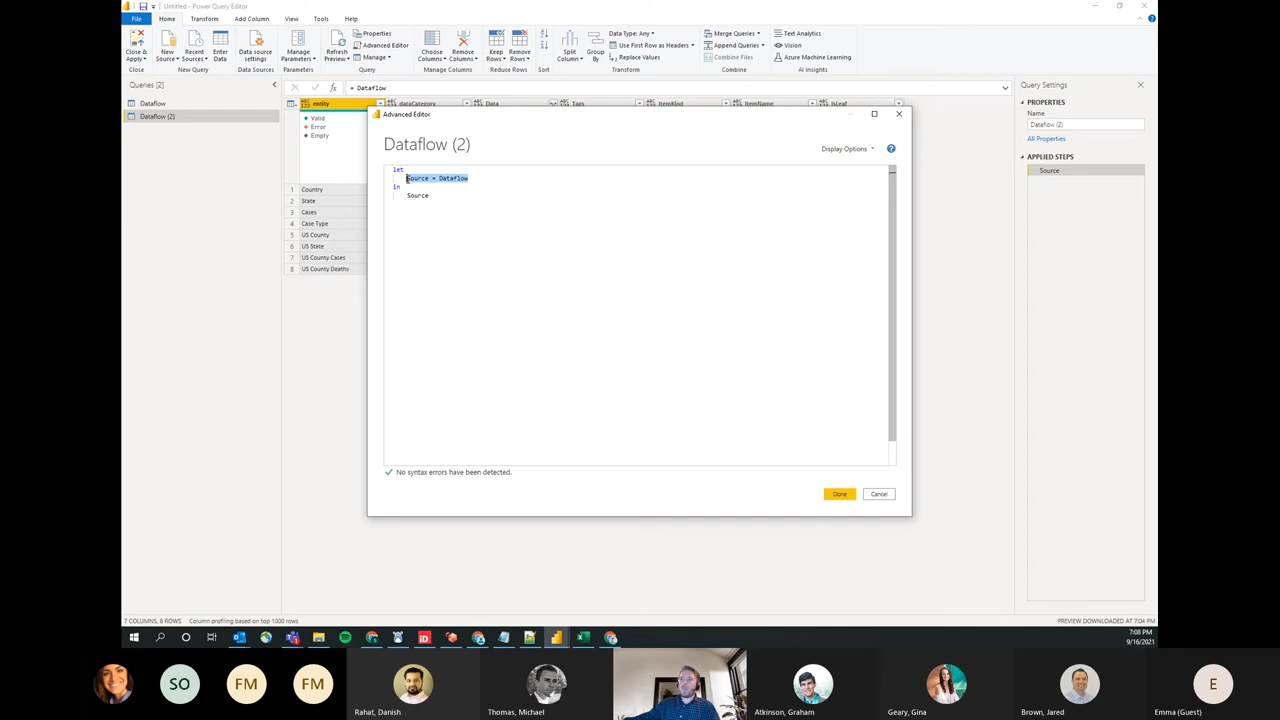 Untitled - Power Query Editor
File Home Transform Add Column View Tools Help
Close & Apply
New Source
Recent Sources
Enter Data
Data source settings
Manage Parameters
Refresh Preview
Properties
Advanced Editor
Manage
Choose Columns
Remove Columns
Keep Rows
Remove Rows
Split Column
Group By
Data Type: Any
Use First Row as Headers
Replace Values
Merge Queries
Append Queries
Combine Files
Text Analytics
Vision
Azure Machine Learning
Close New Query Data Sources Parameters Query Manage Columns Reduce Rows Sort Transform Combine AI Insights
Queries [2]
Dataflow
Dataflow (2)
= Dataflow
entity dataCategory Data Tags ItemKind ItemName IsLeaf
Valid
Error
Empty
1 Country
2 State
3 Cases
4 Case Type
5 US County
6 US State
7 US County Cases
8 US County Deaths
Advanced Editor
Dataflow (2)
Display Options
let
Source = Dataflow
in
Source
No syntax errors have been detected.
Done Cancel
Query Settings
PROPERTIES
Name
Dataflow (2)
All Properties
APPLIED STEPS
Source
7 COLUMNS, 8 ROWS Column profiling based on top 1000 rows
PREVIEW DOWNLOADED AT 7:04 PM
7:08 PM
9/16/2021
SO FM FM E
Rahat, Danish Thomas, Michael Atkinson, Graham Geary, Gina Brown, Jared Emma (Guest)